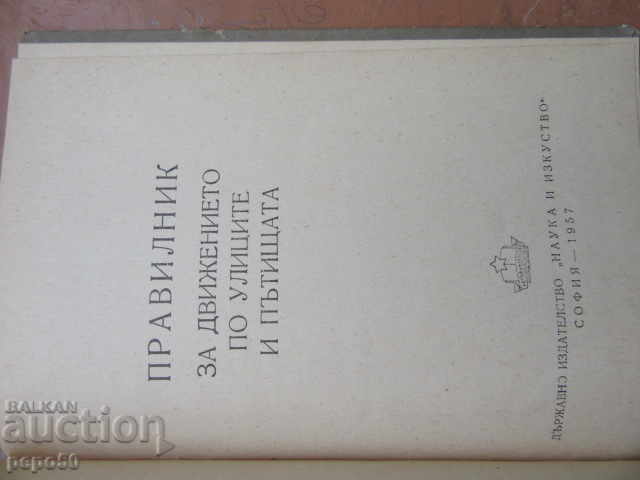 ПРАВИЛНИК
ЗА ДВИЖЕНИЕТО
ПО УЛИЦИТЕ
И ПЪТИЩАТА
ДЪРЖАВНО ИЗДАТЕЛСТВО „НАУКА И ИЗКУСТВО"
СОФИЯ — 1957
BALKAN
auction
pepo50